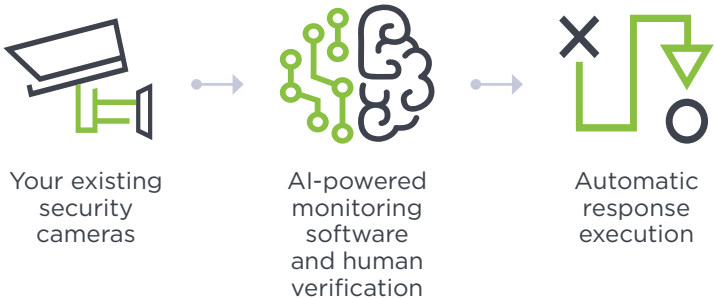 Your existing
security
cameras
AI-powered
monitoring
software
and human
verification
Automatic
response
execution